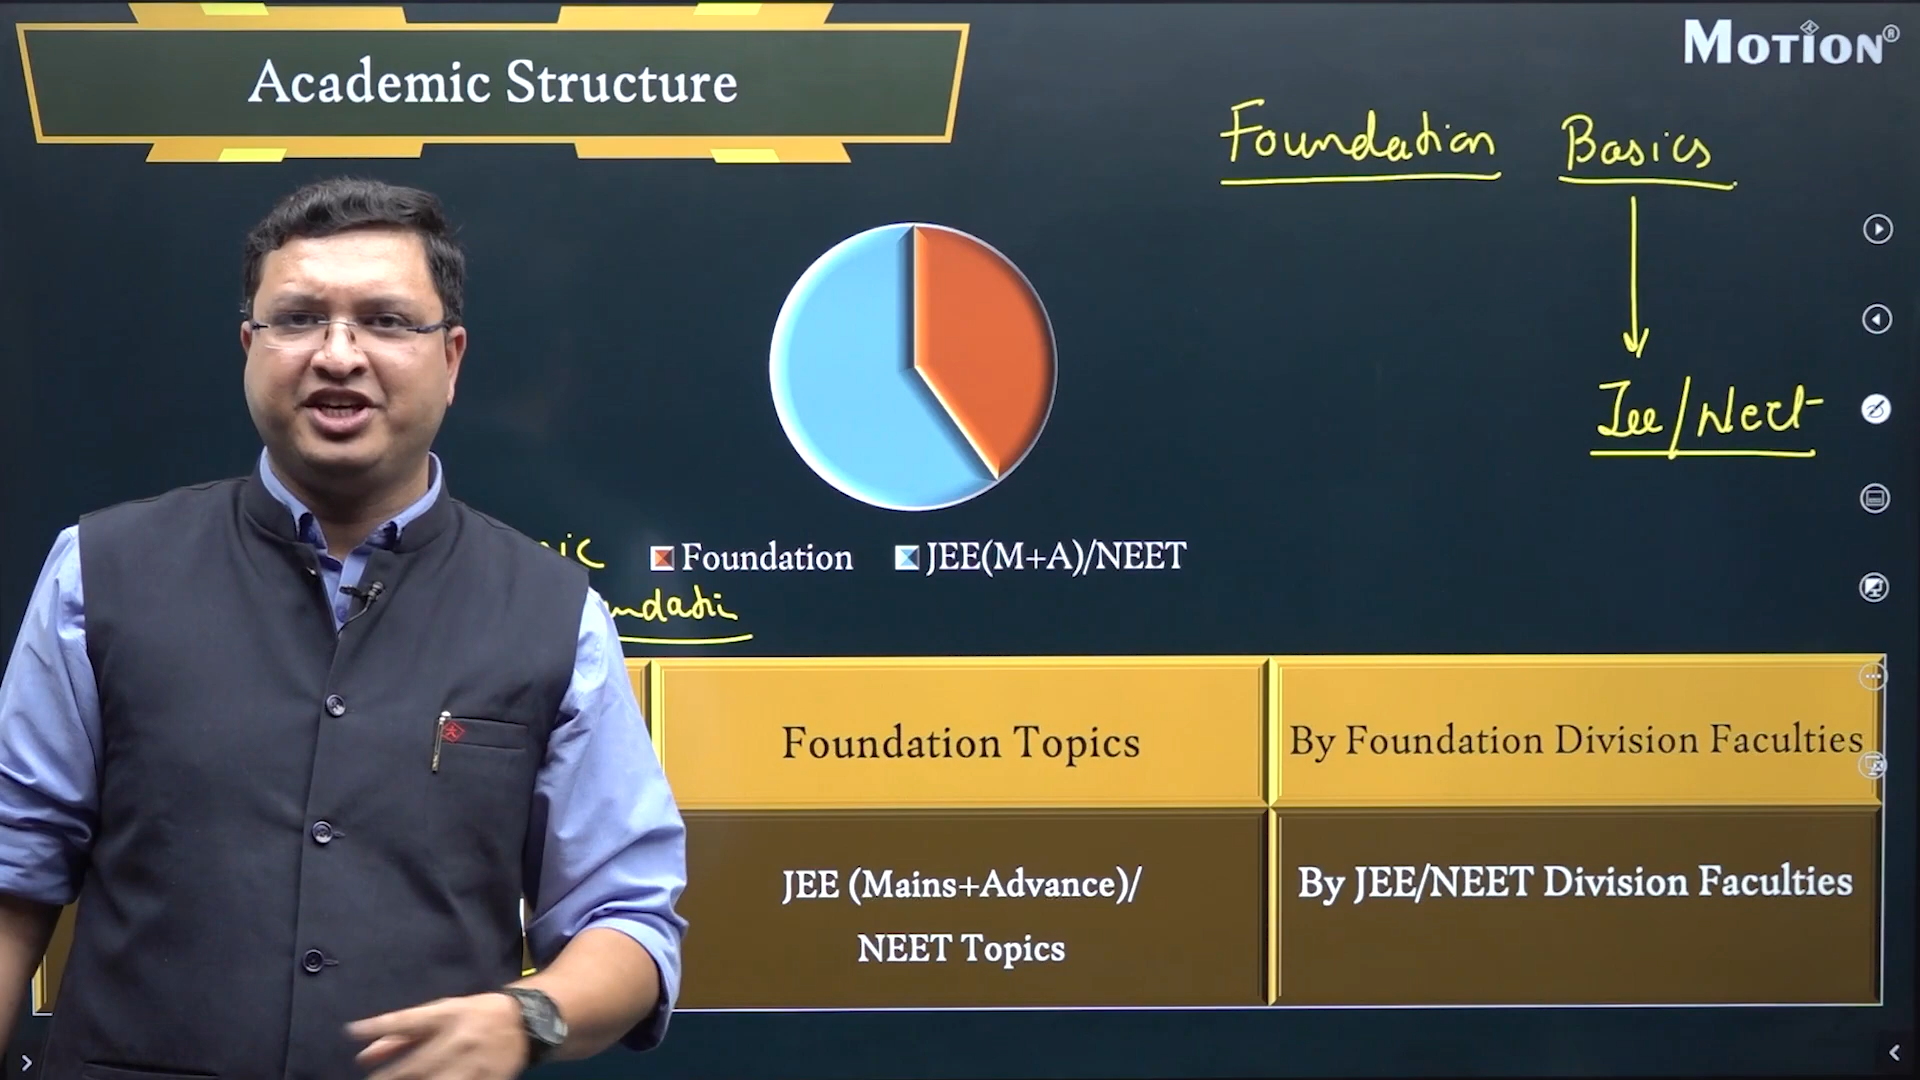 Academic Structure
MOTION®
Foundation Basics
Jee/Neet
Foundation
JEE(M+A)/NEET
Foundation Topics
By Foundation Division Faculties
JEE (Mains+Advance)/
NEET Topics
By JEE/NEET Division Faculties